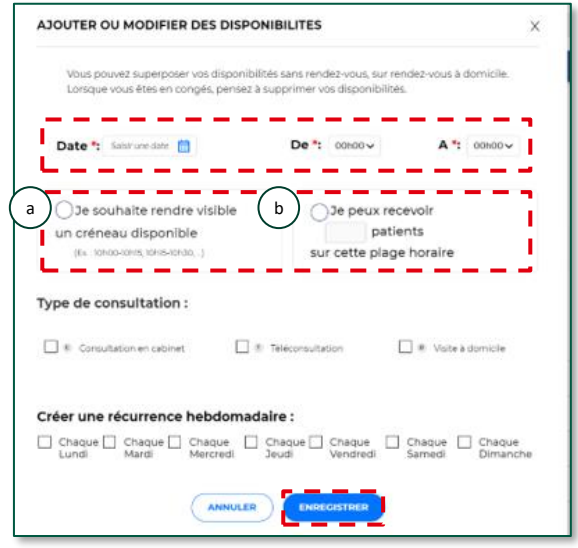 AJOUTER OU MODIFIER DES DISPONIBILITES X
Vous pouvez superposer vos disponibilités sans rendez-vous, sur rendez-vous à domicile.
Lorsque vous êtes en congés, pensez à supprimer vos disponibilités.
Date *: Saisir une date De *: 00h00 A *: 00h00
a Je souhaite rendre visible
un créneau disponible
(Ex : 10h00-10h15, 10h15-10h30, ..)
b Je peux recevoir
patients
sur cette plage horaire
Type de consultation :
Consultation en cabinet Téléconsultation Visite à domicile
Créer une récurrence hebdomadaire :
Chaque Chaque Chaque Chaque Chaque Chaque Chaque
Lundi Mardi Mercredi Jeudi Vendredi Samedi Dimanche
ANNULER ENREGISTRER